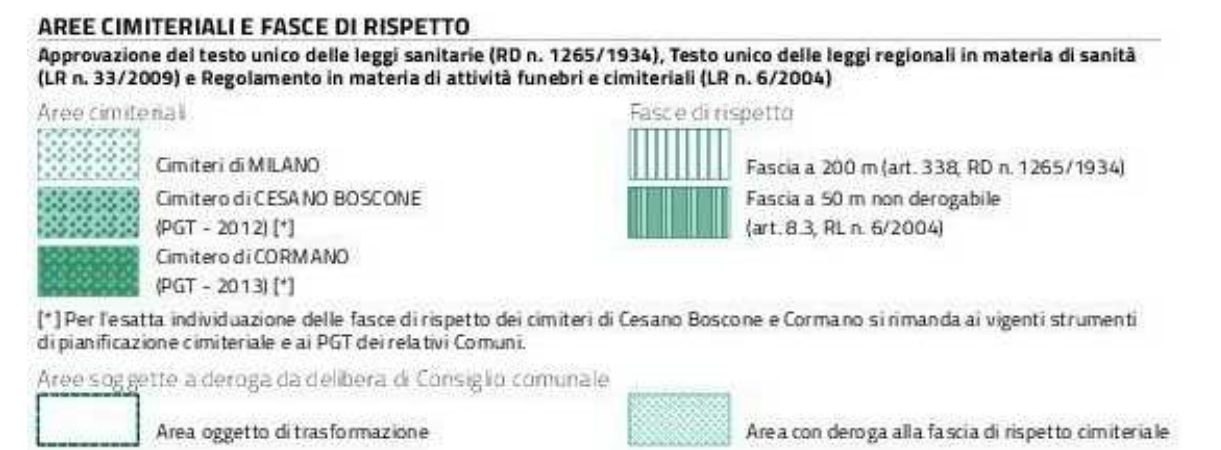 AREE CIMITERIALI E FASCE DI RISPETTO
Approvazione del testo unico delle leggi sanitarie (RD n. 1265/1934), Testo unico delle leggi regionali in materia di sanità
(LR n. 33/2009) e Regolamento in materia di attività funebri e cimiteriali (LR n. 6/2004)
Aree cimiteriali
Cimiteri di MILANO
Cimitero di CESANO BOSCONE
(PGT - 2012) [*]
Cimitero di CORMANO
(PGT - 2013) [*]
Fasce di rispetto
Fascia a 200 m (art. 338, RD n. 1265/1934)
Fascia a 50 m non derogabile
(art. 8.3, RL n. 6/2004)
[*] Per l'esatta individuazione delle fasce di rispetto dei cimiteri di Cesano Boscone e Cormano si rimanda ai vigenti strumenti
di pianificazione cimiteriale e ai PGT dei relativi Comuni.
Aree soggette a deroga da delibera di Consiglio comunale
Area oggetto di trasformazione
Area con deroga alla fascia di rispetto cimiteriale